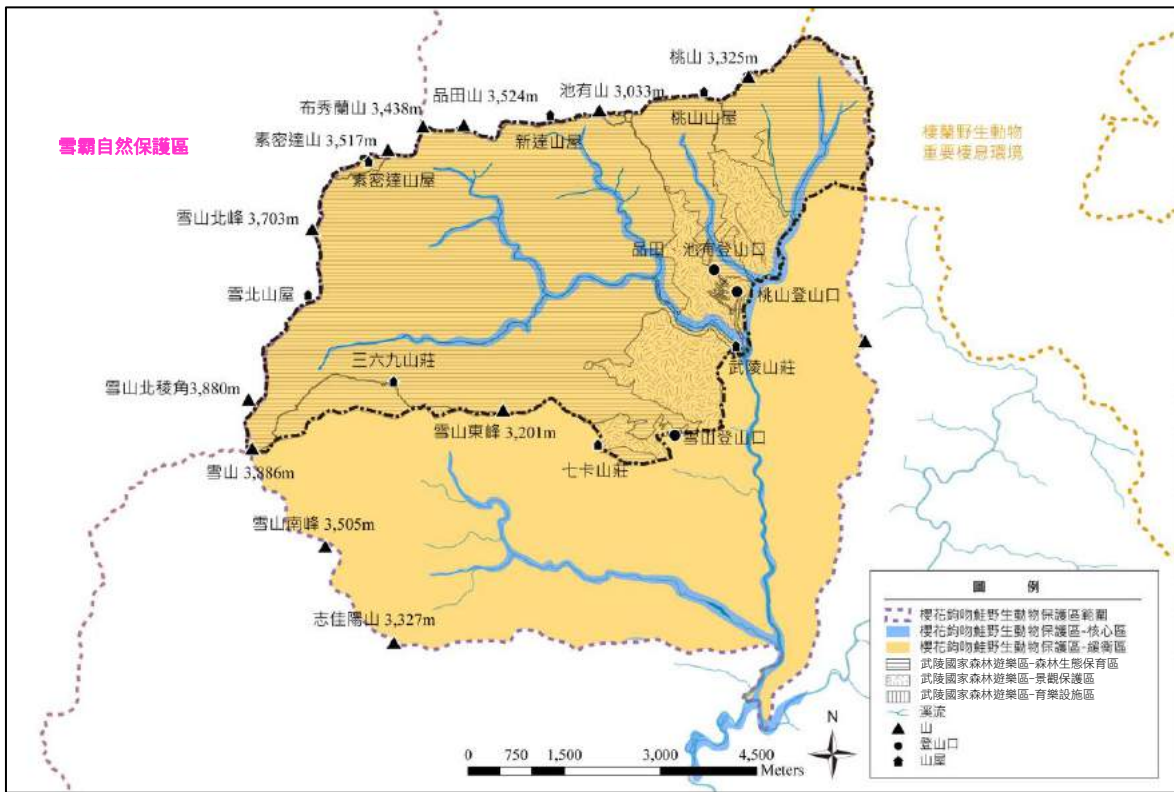 桃山 3,325m
池有山 3,033m
品田山 3,524m
布秀蘭山 3,438m
桃山山屋
新達山屋
棲蘭野生動物
重要棲息環境
雪霸自然保護區
素密達山 3,517m
素密達山屋
雪山北峰 3,703m
品田
池有登山口
雪北山屋
桃山登山口
三六九山莊
武陵山莊
雪山北稜角3,880m
雪山東峰 3,201m
雪山登山口
七卡山莊
雪山 3,886m
雪山南峰 3,505m
志佳陽山 3,327m
圖 例
櫻花鉤吻鮭野生動物保護區範圍
櫻花鉤吻鮭野生動物保護區-核心區
櫻花鉤吻鮭野生動物保護區-緩衝區
武陵國家森林遊樂區-森林生態保育區
武陵國家森林遊樂區-景觀保護區
武陵國家森林遊樂區-育樂設施區
溪流
山
登山口
山屋
N
0 750 1,500 3,000 4,500
Meters